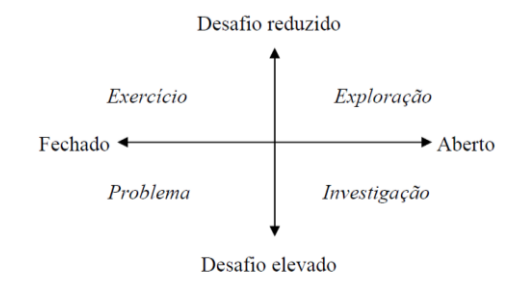 Desafio reduzido
Exercício
Exploração
Fechado
Aberto
Problema
Investigação
Desafio elevado